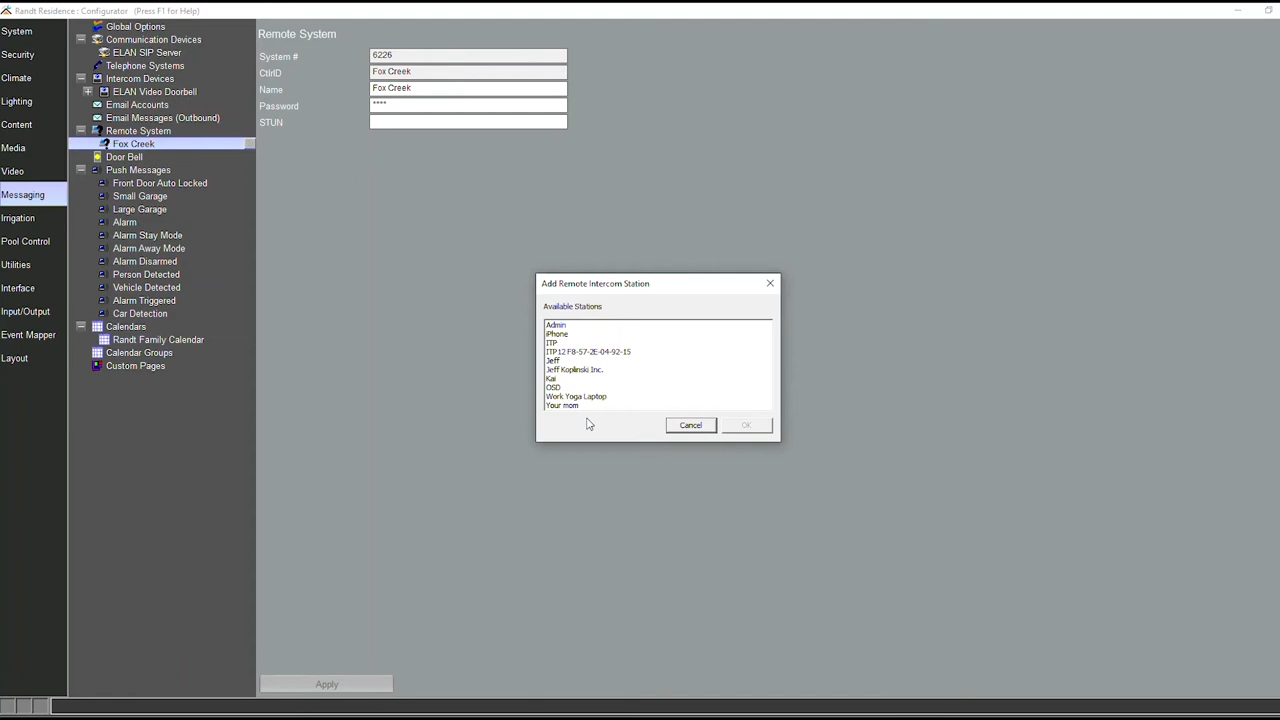 Randt Residence : Configurator (Press F1 for Help)
System
Security
Climate
Lighting
Content
Media
Video
Messaging
Irrigation
Pool Control
Utilities
Interface
Input/Output
Event Mapper
Layout
Global Options
Communication Devices
ELAN SIP Server
Telephone Systems
Intercom Devices
ELAN Video Doorbell
Email Accounts
Email Messages (Outbound)
Remote System
Fox Creek
Door Bell
Push Messages
Front Door Auto Locked
Small Garage
Large Garage
Alarm
Alarm Stay Mode
Alarm Away Mode
Alarm Disarmed
Person Detected
Vehicle Detected
Alarm Triggered
Car Detection
Calendars
Randt Family Calendar
Calendar Groups
Custom Pages
Remote System
System # 6226
CtlrID Fox Creek
Name Fox Creek
Password ****
STUN
Add Remote Intercom Station
Available Stations
Admin
iPhone
ITP
ITP12 F8-57-2E-04-92-15
Jeff
Jeff Koplinski Inc.
Kai
OSD
Work Yoga Laptop
Your mom
Cancel OK
Apply